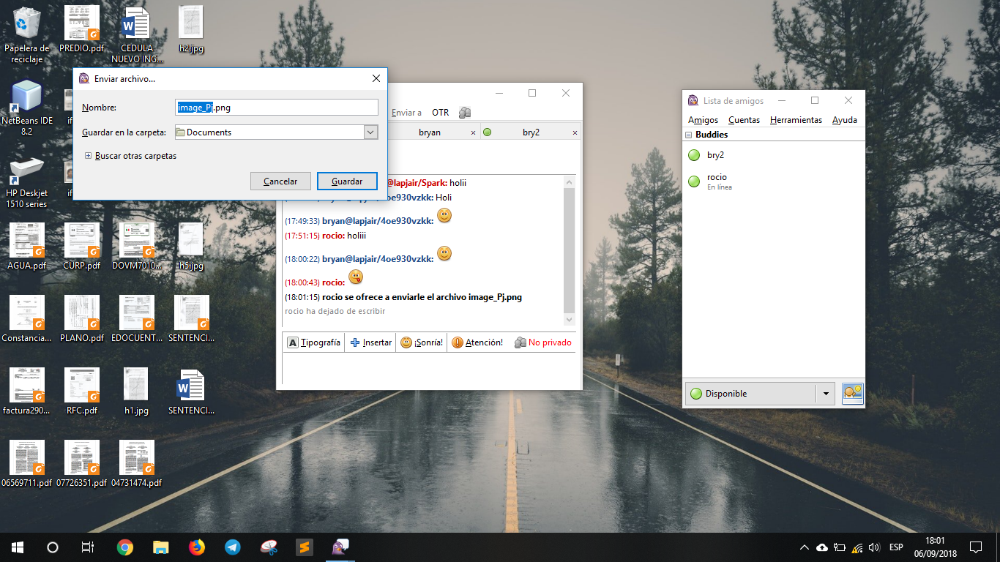 Papelera de
reciclaje
PREDIO.pdf
CEDULA
NUEVO ING...
h2.jpg
NetBeans IDE
8.2
HP Deskjet
1510 series
AGUA.pdf
CURP.pdf
DOVM7010...
h5.jpg
Constancia...
PLANO.pdf
EDOCUENT...
SENTENCI...
factura290...
RFC.pdf
h1.jpg
SENTENCI...
06569711.pdf
07726351.pdf
04731474.pdf
Enviar archivo...
Nombre:
image_Pj.png
Guardar en la carpeta:
Documents
Buscar otras carpetas
Cancelar
Guardar
Enviar a
OTR
bryan
bry2
@lapjair/Spark: holii
oe930vzkk: Holi
(17:49:33) bryan@lapjair/4oe930vzkk:
(17:51:15) rocio: holiii
(18:00:22) bryan@lapjair/4oe930vzkk:
(18:00:43) rocio:
(18:01:15) rocio se ofrece a enviarle el archivo image_Pj.png
rocio ha dejado de escribir
Tipografía
Insertar
¡Sonría!
Atención!
No privado
Lista de amigos
Amigos
Cuentas
Herramientas
Ayuda
Buddies
bry2
rocio
En línea
Disponible
ESP
18:01
06/09/2018